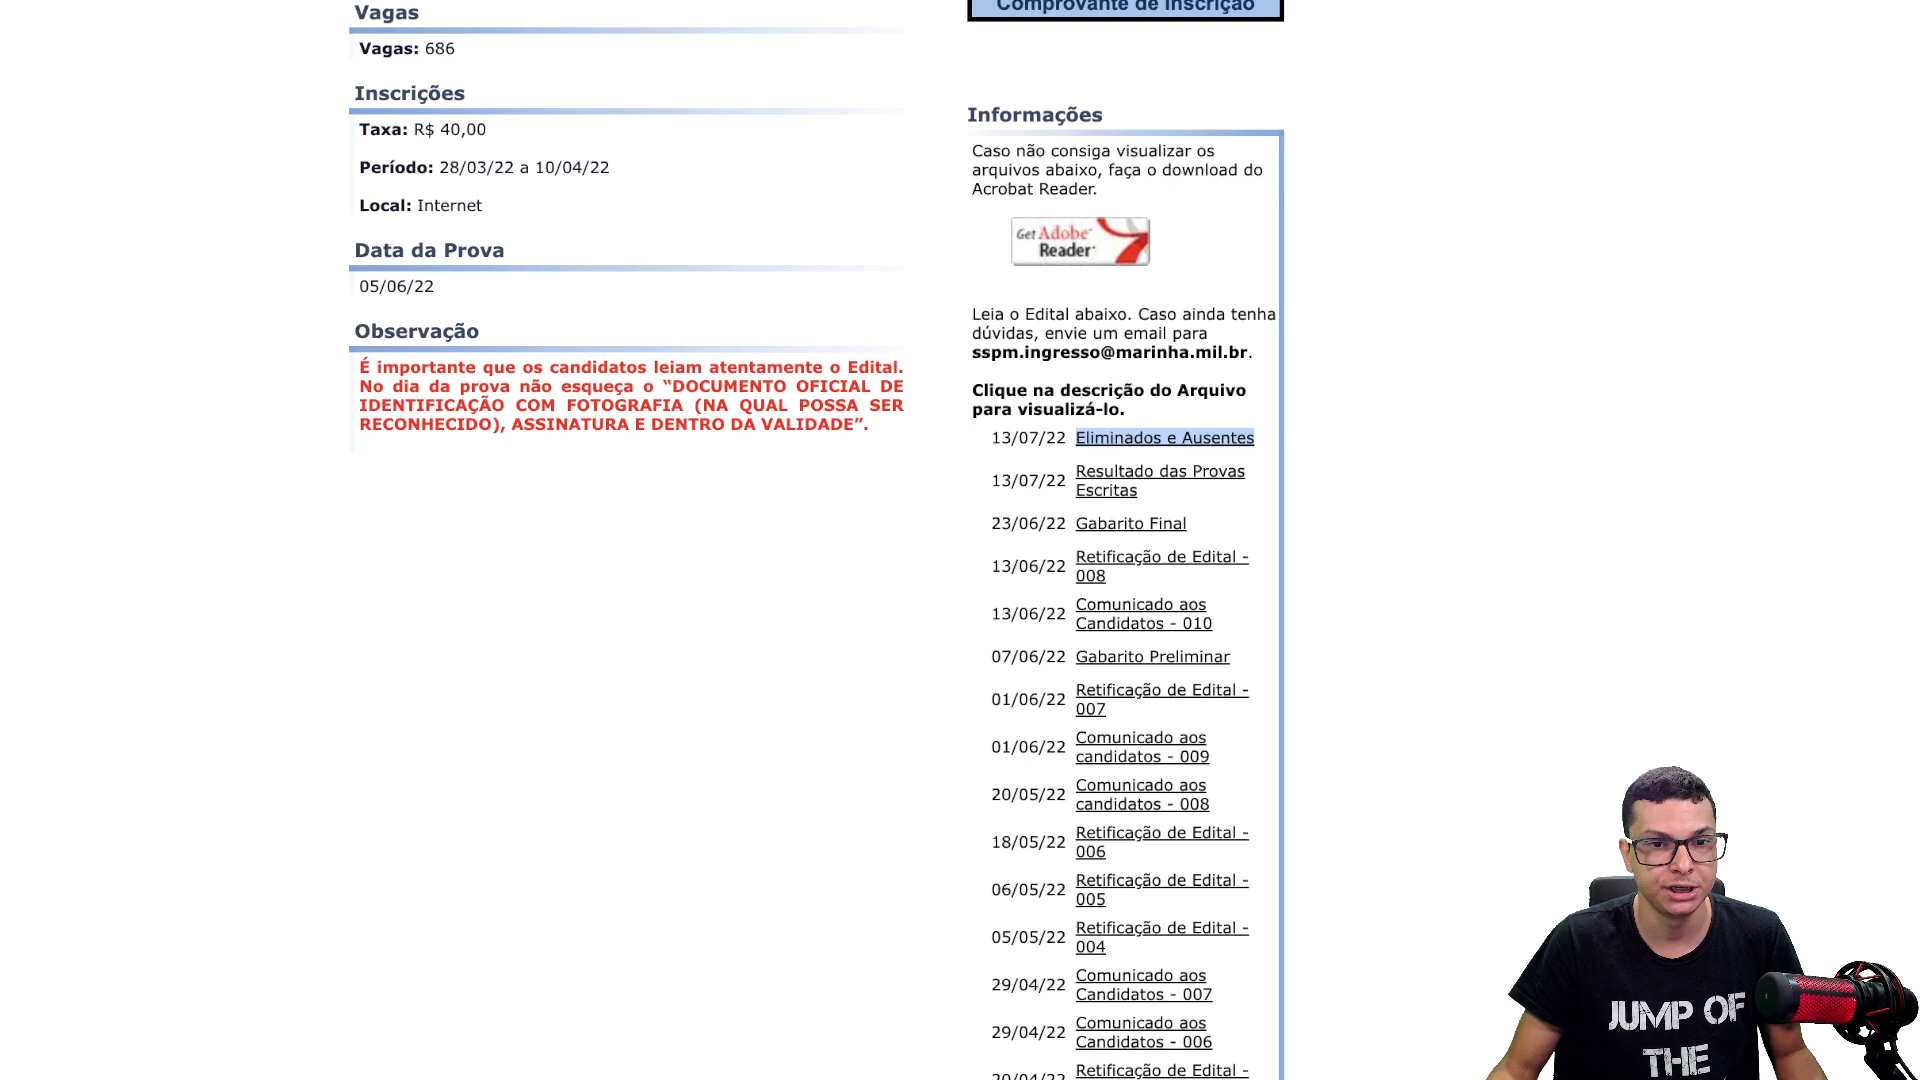 Vagas
Vagas: 686
Inscrições
Taxa: R$ 40,00
Período: 28/03/22 a 10/04/22
Local: Internet
Data da Prova
05/06/22
Observação
É importante que os candidatos leiam atentamente o Edital.
No dia da prova não esqueça o “DOCUMENTO OFICIAL DE
IDENTIFICAÇÃO COM FOTOGRAFIA (NA QUAL POSSA SER
RECONHECIDO), ASSINATURA E DENTRO DA VALIDADE”.
Comprovante de Inscrição
Informações
Caso não consiga visualizar os
arquivos abaixo, faça o download do
Acrobat Reader.
Get Adobe
Reader
Leia o Edital abaixo. Caso ainda tenha
dúvidas, envie um email para
sspm.ingresso@marinha.mil.br.
Clique na descrição do Arquivo
para visualizá-lo.
13/07/22 Eliminados e Ausentes
13/07/22 Resultado das Provas
Escritas
23/06/22 Gabarito Final
13/06/22 Retificação de Edital -
008
13/06/22 Comunicado aos
Candidatos - 010
07/06/22 Gabarito Preliminar
01/06/22 Retificação de Edital -
007
01/06/22 Comunicado aos
candidatos - 009
20/05/22 Comunicado aos
candidatos - 008
18/05/22 Retificação de Edital -
006
06/05/22 Retificação de Edital -
005
05/05/22 Retificação de Edital -
004
29/04/22 Comunicado aos
Candidatos - 007
29/04/22 Comunicado aos
Candidatos - 006
20/04/22 Retificação de Edital -
JUMP OF
THE